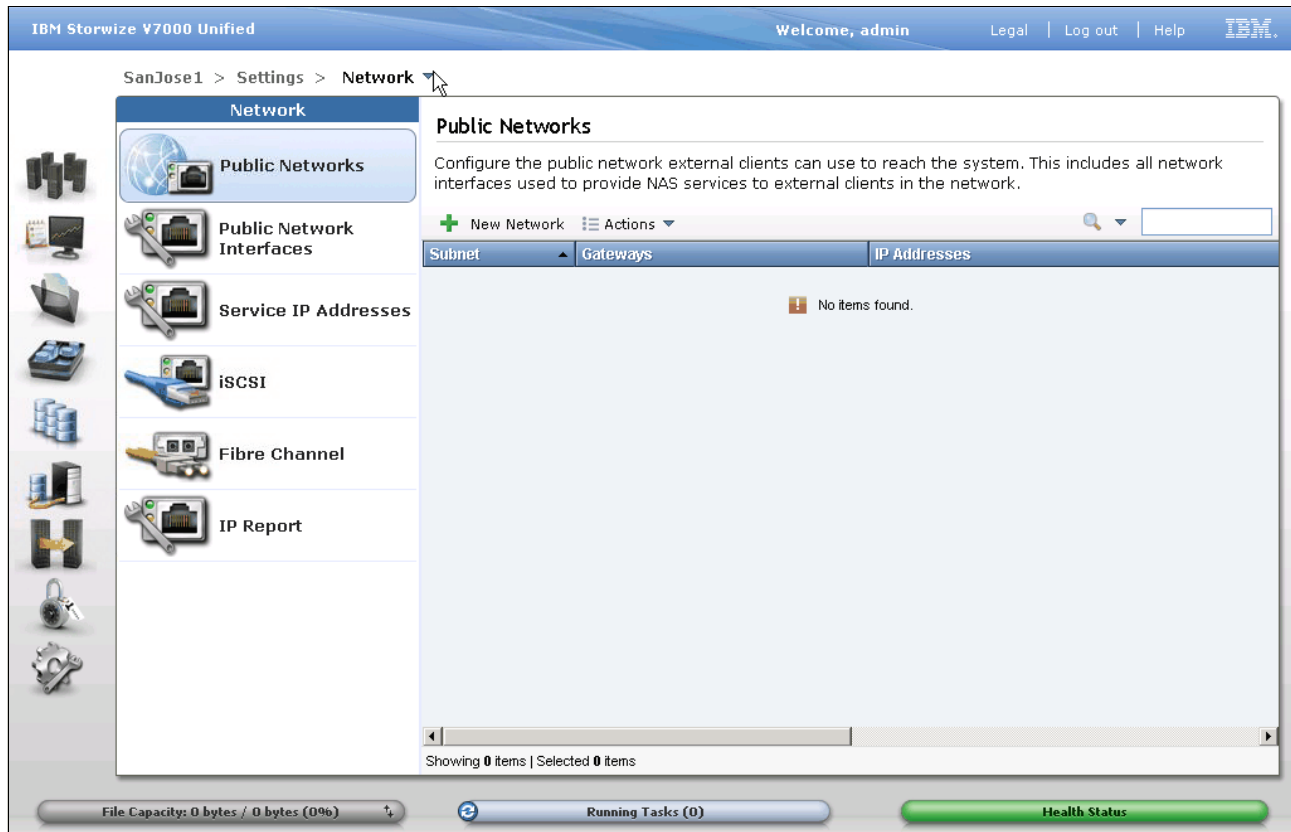 IBM Storwize V7000 Unified
Welcome, admin
Legal | Log out | Help
IBM.
SanJose1 > Settings > Network
Network
Public Networks
Public Network
Interfaces
Service IP Addresses
iSCSI
Fibre Channel
IP Report
Public Networks
Configure the public network external clients can use to reach the system. This includes all network
interfaces used to provide NAS services to external clients in the network.
New Network
Actions
Subnet
Gateways
IP Addresses
No items found.
Showing 0 items | Selected 0 items
File Capacity: 0 bytes / 0 bytes (0%)
Running Tasks (0)
Health Status